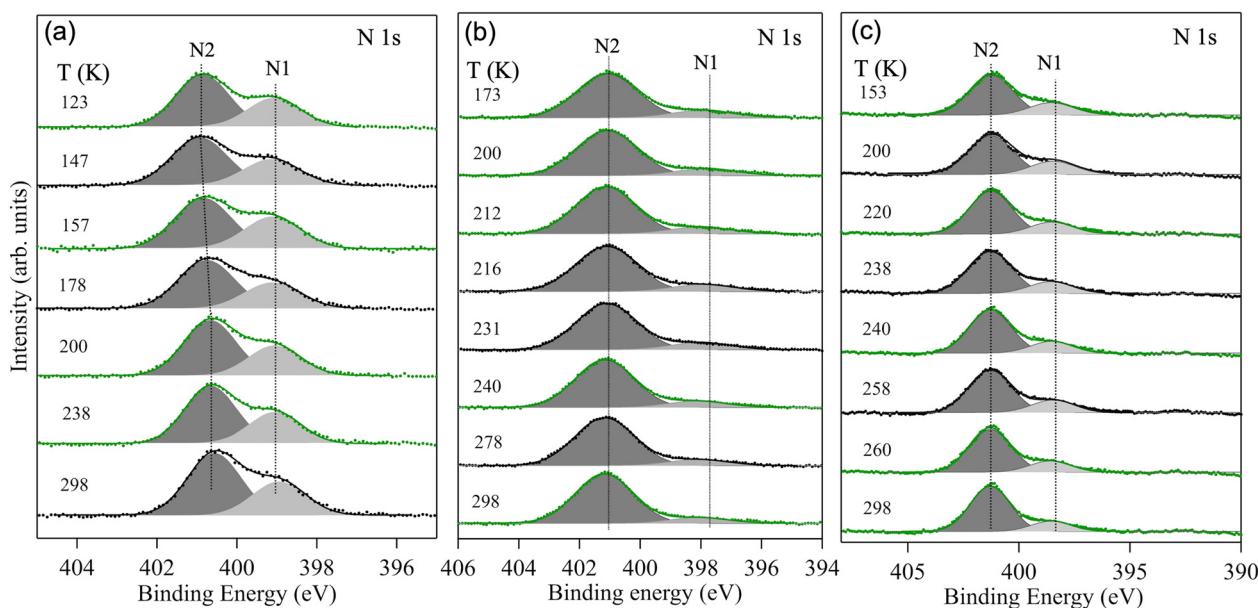 (a)
N 1s
N2
N1
T (K)
123
147
157
178
200
238
298
404
402
400
398
396
Binding Energy (eV)
Intensity (arb. units)
(b)
N 1s
N2
N1
173
200
212
216
231
240
278
298
406
404
402
400
398
396
394
Binding energy (eV)
(c)
N 1s
N2
N1
T (K)
153
200
220
238
240
258
260
298
405
400
395
390
Binding Energy (eV)